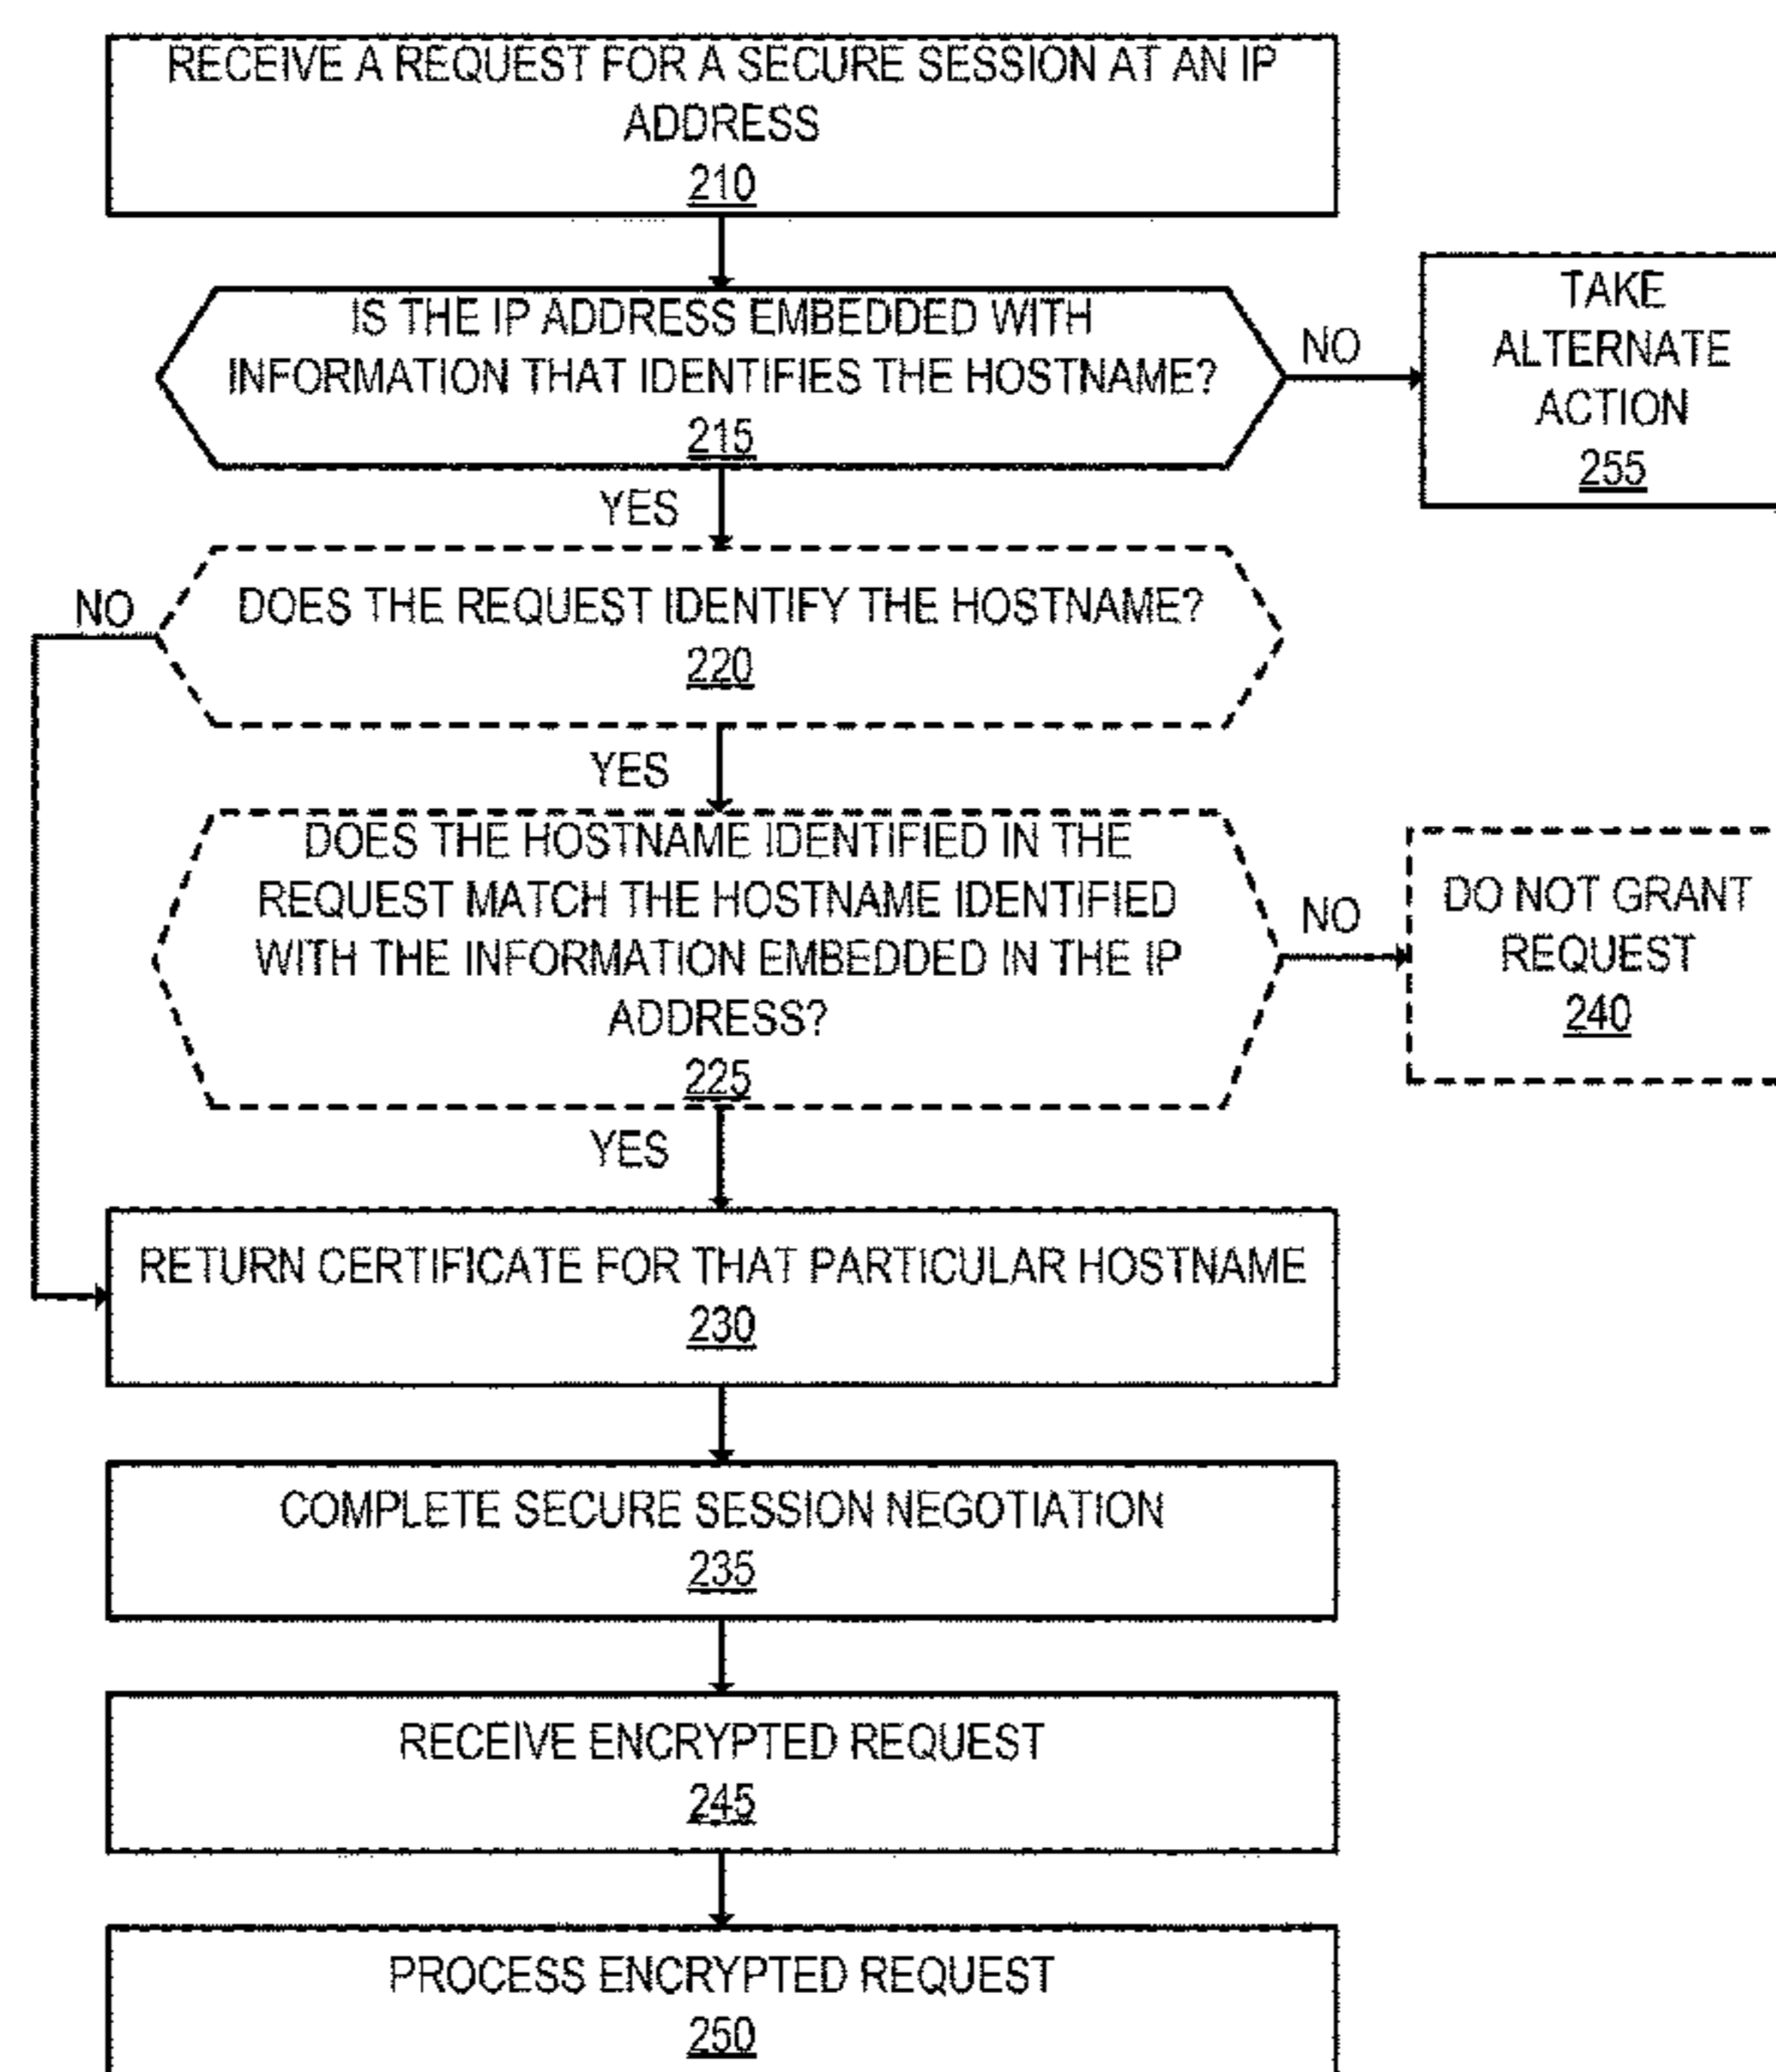 RECEIVE A REQUEST FOR A SECURE SESSION AT AN IP
ADDRESS
210
IS THE IP ADDRESS EMBEDDED WITH
INFORMATION THAT IDENTIFIES THE HOSTNAME?
215
NO
TAKE
ALTERNATE
ACTION
255
YES
NO
DOES THE REQUEST IDENTIFY THE HOSTNAME?
220
YES
DOES THE HOSTNAME IDENTIFIED IN THE
REQUEST MATCH THE HOSTNAME IDENTIFIED
WITH THE INFORMATION EMBEDDED IN THE IP
ADDRESS?
225
NO
DO NOT GRANT
REQUEST
240
YES
RETURN CERTIFICATE FOR THAT PARTICULAR HOSTNAME
230
COMPLETE SECURE SESSION NEGOTIATION
235
RECEIVE ENCRYPTED REQUEST
245
PROCESS ENCRYPTED REQUEST
250